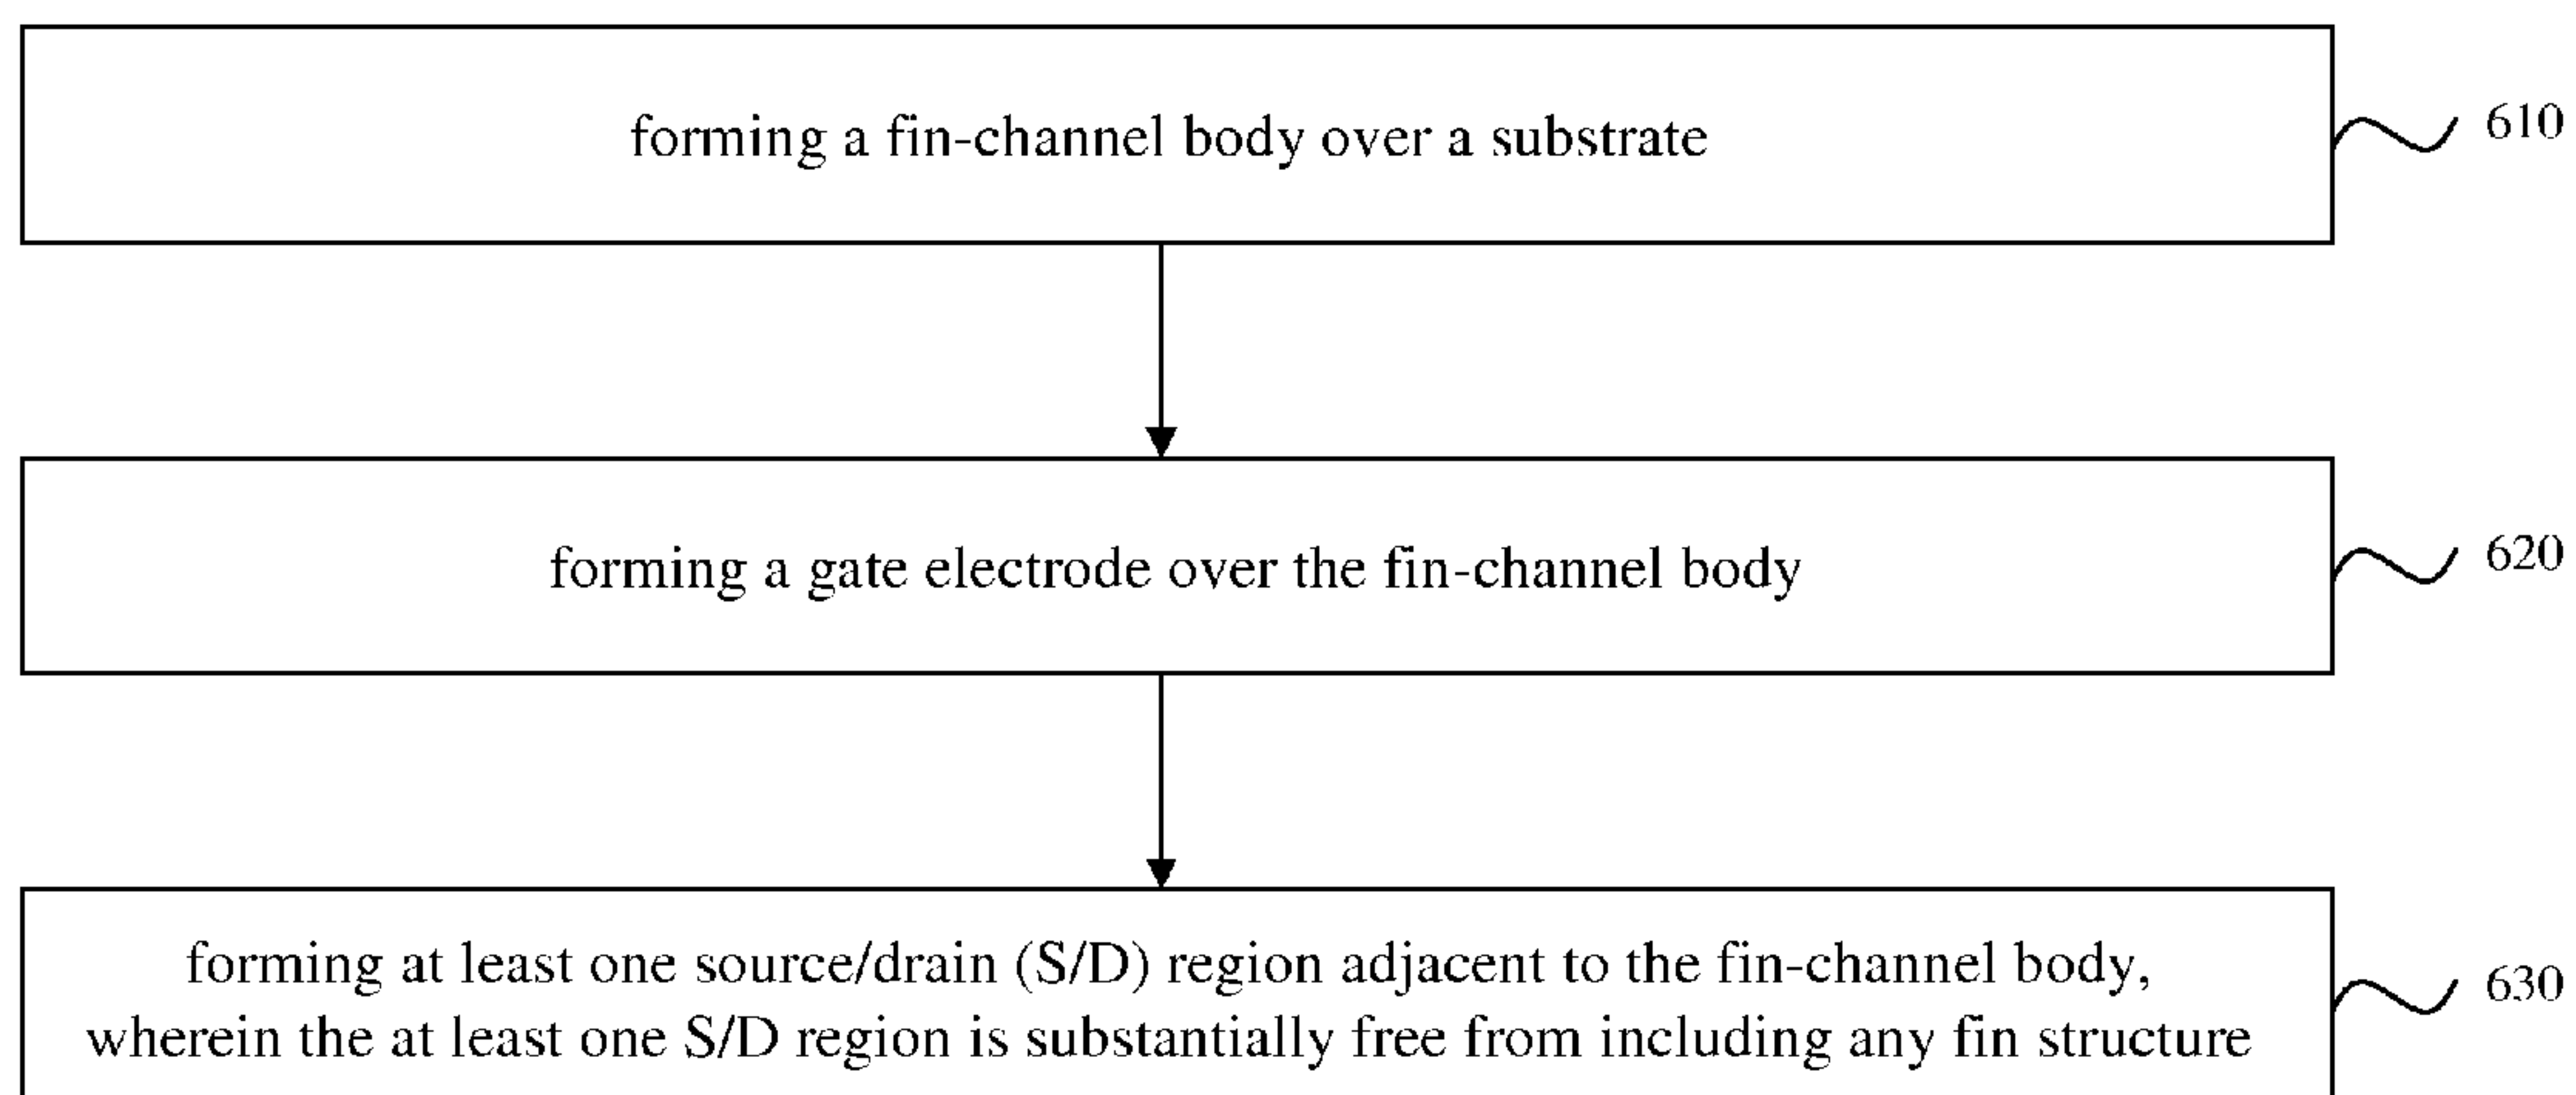 forming a fin-channel body over a substrate
610
forming a gate electrode over the fin-channel body
620
forming at least one source/drain (S/D) region adjacent to the fin-channel body,
wherein the at least one S/D region is substantially free from including any fin structure
630